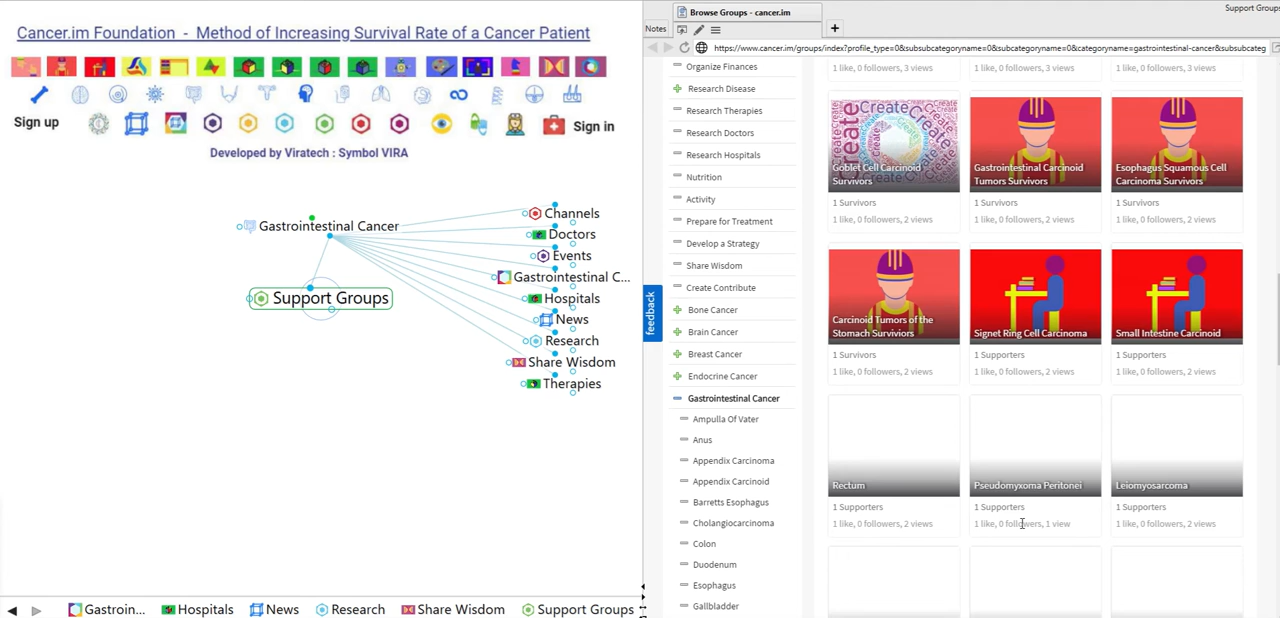 Cancer.im Foundation - Method of Increasing Survival Rate of a Cancer Patient
Sign up
Sign in
Developed by Viratech : Symbol VIRA
Gastrointestinal Cancer
Support Groups
Channels
Doctors
Events
Gastrointestinal C...
Hospitals
News
Research
Share Wisdom
Therapies
Gastroin...
Hospitals
News
Research
Share Wisdom
Support Groups
Browse Groups - cancer.im
Support Groups
Notes
https://www.cancer.im/groups/index?profile_type=0&subsubcategoryname=0&subcategoryname=0&categoryname=gastrointestinal-cancer&subsubcateg
feedback
Organize Finances
Research Disease
Research Therapies
Research Doctors
Research Hospitals
Nutrition
Activity
Prepare for Treatment
Develop a Strategy
Share Wisdom
Create Contribute
Bone Cancer
Brain Cancer
Breast Cancer
Endocrine Cancer
Gastrointestinal Cancer
Ampulla Of Vater
Anus
Appendix Carcinoma
Appendix Carcinoid
Barretts Esophagus
Cholangiocarcinoma
Colon
Duodenum
Esophagus
Gallbladder
1 like, 0 followers, 3 views
1 like, 0 followers, 3 views
1 like, 0 followers, 3 views
Goblet Cell Carcinoid
Survivors
1 Survivors
1 like, 0 followers, 2 views
Gastrointestinal Carcinoid
Tumors Survivors
1 Survivors
1 like, 0 followers, 2 views
Esophagus Squamous Cell
Carcinoma Survivors
1 Survivors
1 like, 0 followers, 2 views
Carcinoid Tumors of the
Stomach Surviviors
1 Survivors
1 like, 0 followers, 2 views
Signet Ring Cell Carcinoma
1 Supporters
1 like, 0 followers, 2 views
Small Intestine Carcinoid
1 Supporters
1 like, 0 followers, 2 views
Rectum
1 Supporters
1 like, 0 followers, 2 views
Pseudomyxoma Peritonei
1 Supporters
1 like, 0 followers, 1 view
Leiomyosarcoma
1 Supporters
1 like, 0 followers, 2 views